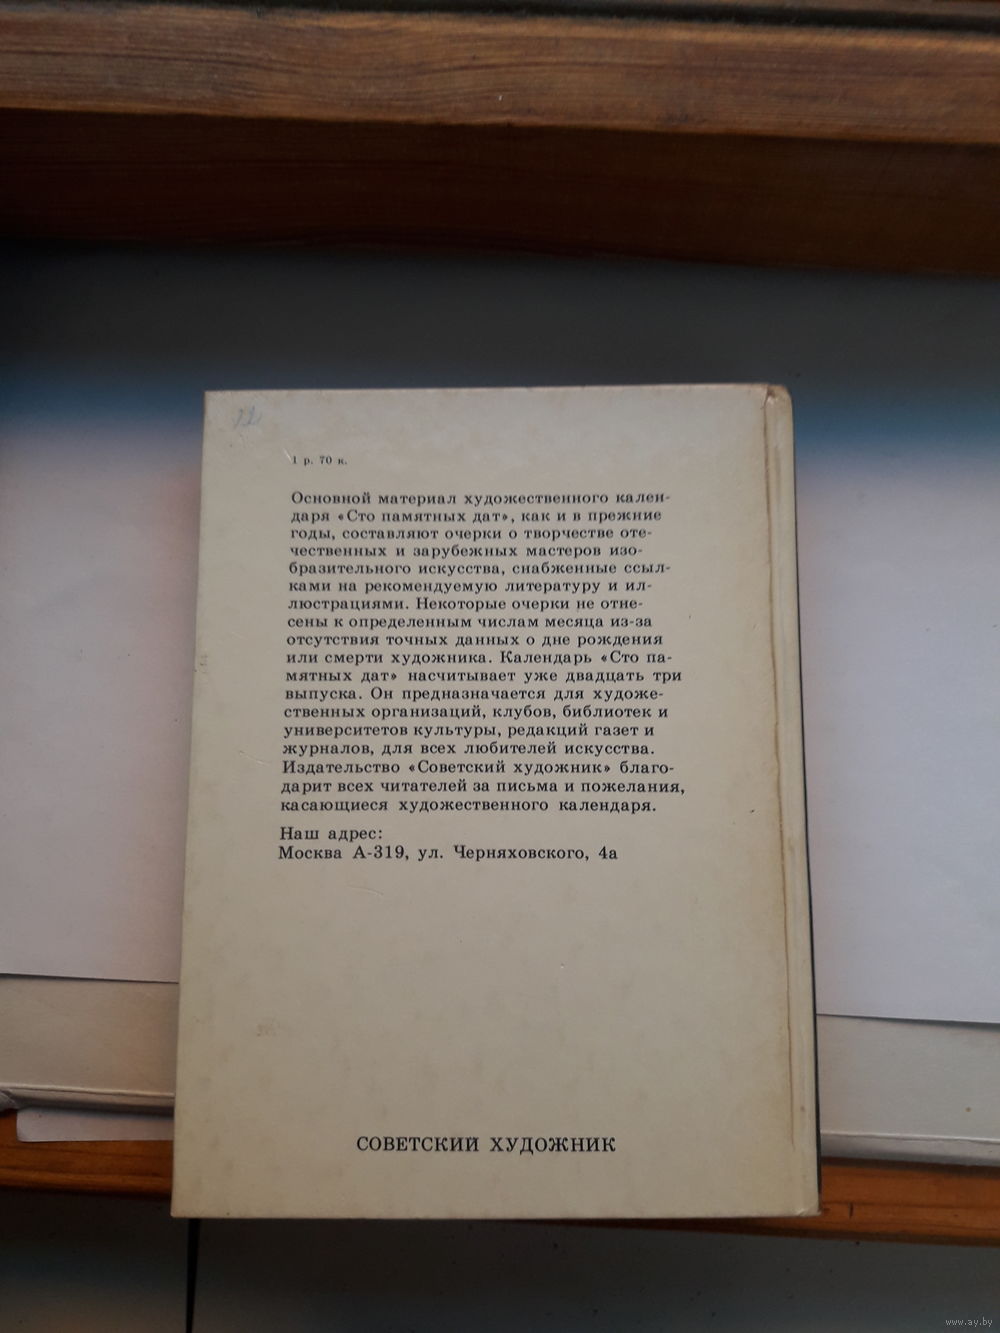 1 р. 70 к.
Основной материал художественного кален-
даря «Сто памятных дат», как и в прежние
годы, составляют очерки о творчестве оте-
чественных и зарубежных мастеров изо-
бразительного искусства, снабженные ссыл-
ками на рекомендуемую литературу и ил-
люстрациями. Некоторые очерки не отне-
сены к определенным числам месяца из-за
отсутствия точных данных о дне рождения
или смерти художника. Календарь «Сто па-
мятных дат» насчитывает уже двадцать три
выпуска. Он предназначается для художе-
ственных организаций, клубов, библиотек и
университетов культуры, редакций газет и
журналов, для всех любителей искусства.
Издательство «Советский художник» благо-
дарит всех читателей за письма и пожелания,
касающиеся художественного календаря.
Наш адрес:
Москва А-319, ул. Черняховского, 4а
СОВЕТСКИЙ ХУДОЖНИК
www.ay.by